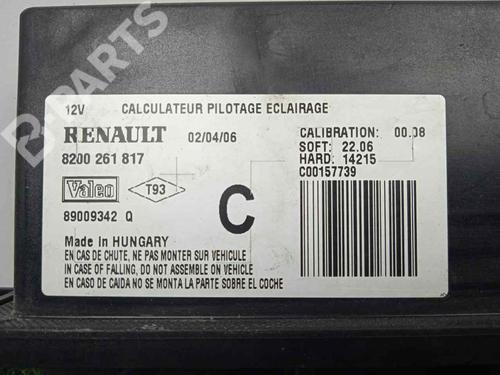 B-PARTS
12V CALCULATEUR PILOTAGE ECLAIRAGE
RENAULT 02/04/06 CALIBRATION: 00.08
8200 261 817 SOFT: 22.06
HARD: 14215
C00157739
Valeo T93 C
89009342 Q
Made In HUNGARY
EN CAS DE CHUTE, NE PAS MONTER SUR VEHICULE
IN CASE OF FALLING, DO NOT ASSEMBLE ON VEHICLE
EN CASO DE CAIDA NO SE MONTA LA PARTE SOBRE EL COCHE